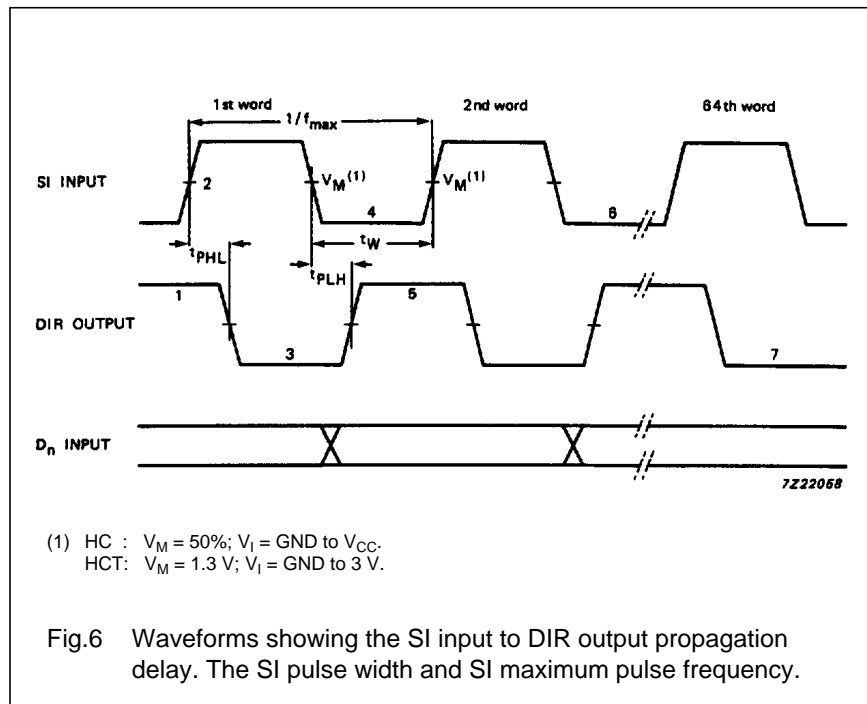 1st word 2nd word 64th word
1/f max
SI INPUT 2 VM(1) VM(1)
4 6
tPHL tW
tPLH
1 5
DIR OUTPUT
3 7
Dn INPUT
7Z22068
(1) HC : VM = 50%; VI = GND to VCC.
HCT: VM = 1.3 V; VI = GND to 3 V.
Fig.6 Waveforms showing the SI input to DIR output propagation
delay. The SI pulse width and SI maximum pulse frequency.